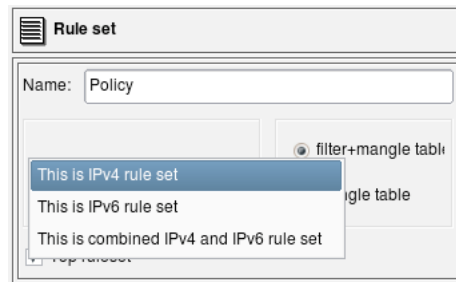 Rule set
Name: Policy
filter+mangle table
This is IPv4 rule set
This is IPv6 rule set
table
This is combined IPv4 and IPv6 rule set